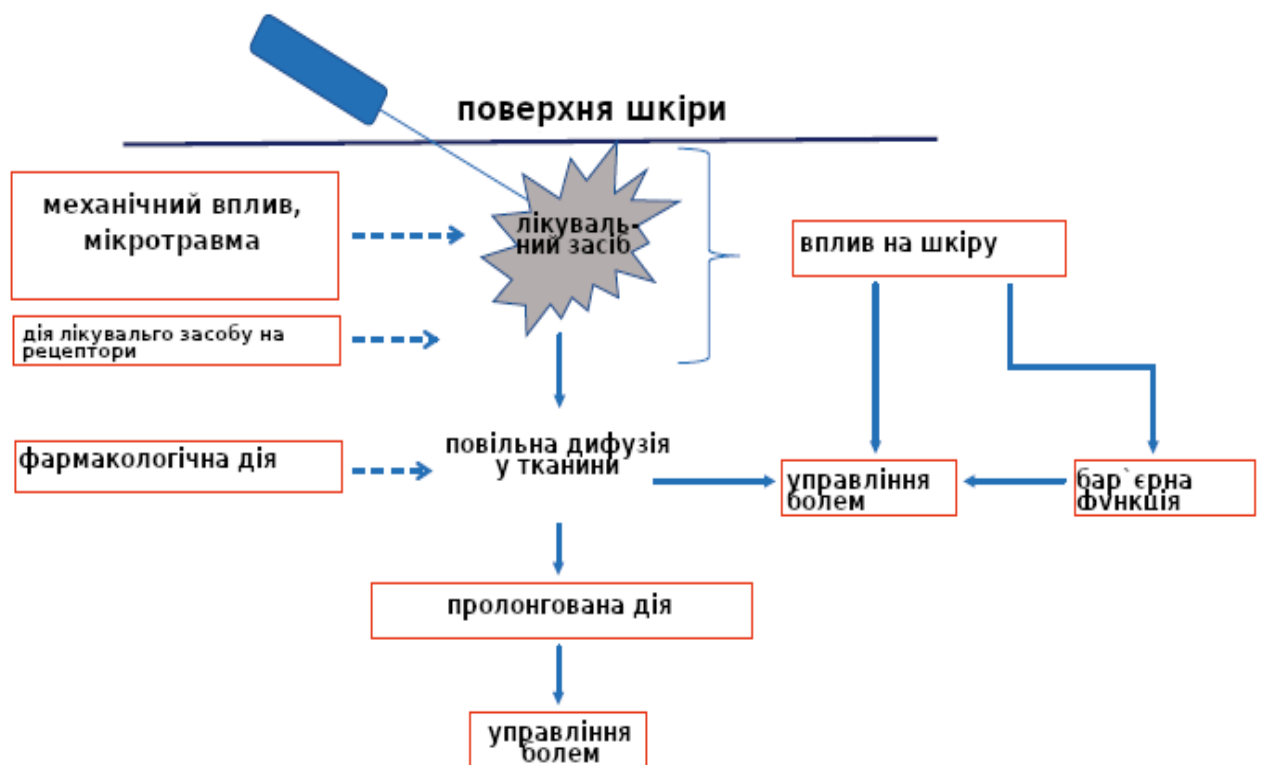 поверхня шкіри
механічний вплив,
мікротравма
лікуваль-
ний засіб
вплив на шкіру
дія лікувальго засобу на
рецептори
фармакологічна дія
повільна дифузія
у тканини
управління
болем
бар`єрна
функція
пролонгована дія
управління
болем